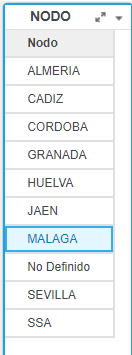 NODO
Nodo
ALMERIA
CADIZ
CORDOBA
GRANADA
HUELVA
JAEN
MALAGA
No Definido
SEVILLA
SSA